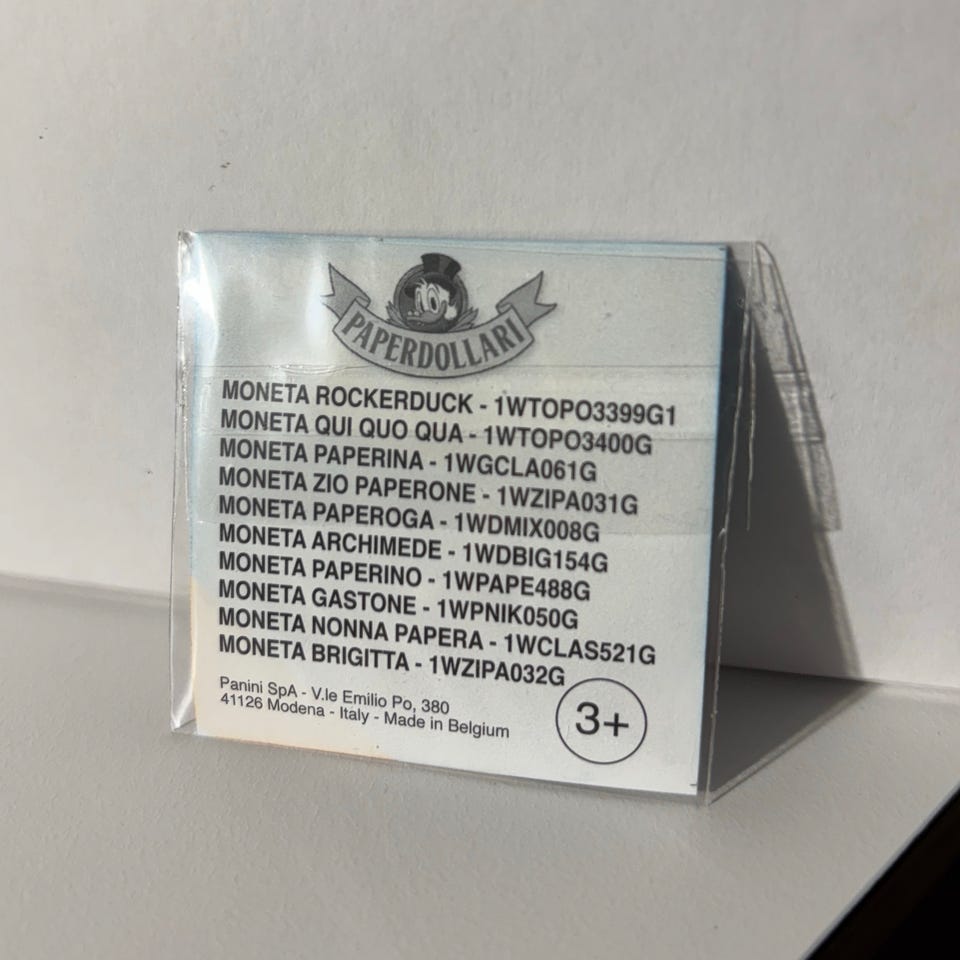 PAPERDOLLARI
MONETA ROCKERDUCK - 1WTOPO3399G1
MONETA QUI QUO QUA - 1WTOPO3400G
MONETA PAPERINA - 1WGCLA061G
MONETA ZIO PAPERONE - 1WZIPA031G
MONETA PAPEROGA - 1WDMIX008G
MONETA ARCHIMEDE - 1WDBIG154G
MONETA PAPERINO - 1WPAPE488G
MONETA GASTONE - 1WPNIK050G
MONETA NONNA PAPERA - 1WCLAS521G
MONETA BRIGITTA - 1WZIPA032G
Panini SpA - V.le Emilio Po, 380
41126 Modena - Italy - Made in Belgium
3+